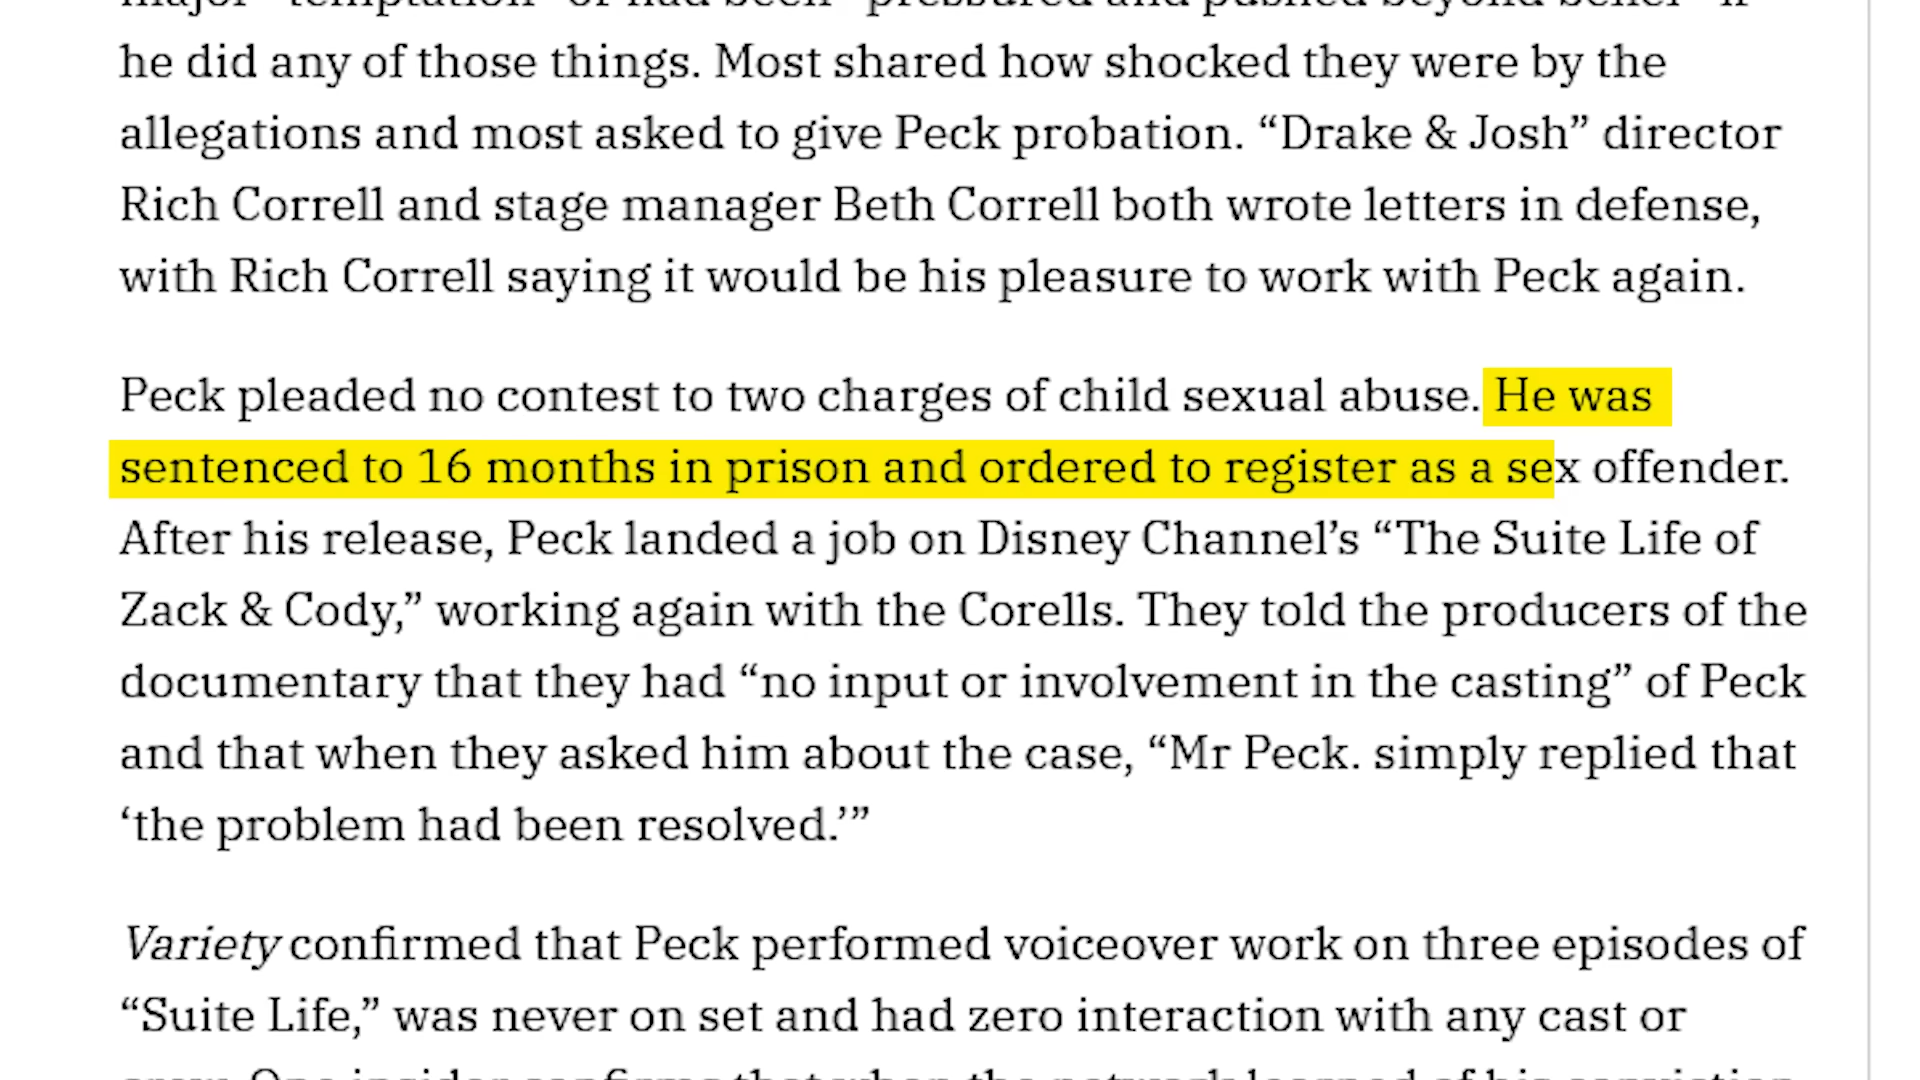 he did any of those things. Most shared how shocked they were by the
allegations and most asked to give Peck probation. “Drake & Josh” director
Rich Correll and stage manager Beth Correll both wrote letters in defense,
with Rich Correll saying it would be his pleasure to work with Peck again.
Peck pleaded no contest to two charges of child sexual abuse. He was
sentenced to 16 months in prison and ordered to register as a sex offender.
After his release, Peck landed a job on Disney Channel’s “The Suite Life of
Zack & Cody,” working again with the Corells. They told the producers of the
documentary that they had “no input or involvement in the casting” of Peck
and that when they asked him about the case, “Mr Peck. simply replied that
‘the problem had been resolved.’”
Variety confirmed that Peck performed voiceover work on three episodes of
“Suite Life,” was never on set and had zero interaction with any cast or